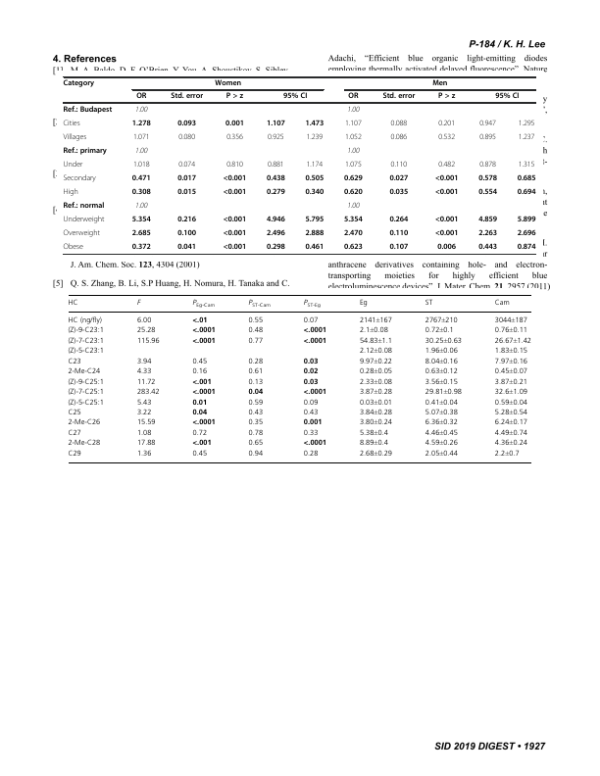 P-184 / K. H. Lee
4. References
Adachi, “Efficient blue organic light-emitting diodes
employing thermally activated delayed fluorescence”, Nature
Category Women Men
OR Std. error P > z 95% CI OR Std. error P > z 95% CI
Ref.: Budapest 1.00 1.00
Cities 1.278 0.093 0.001 1.107 1.473 1.107 0.088 0.201 0.947 1.295
Villages 1.071 0.080 0.356 0.925 1.239 1.052 0.086 0.532 0.895 1.237
Ref.: primary 1.00 1.00
Under 1.018 0.074 0.810 0.881 1.174 1.075 0.110 0.482 0.878 1.315
Secondary 0.471 0.017 <0.001 0.438 0.505 0.629 0.027 <0.001 0.578 0.685
High 0.308 0.015 <0.001 0.279 0.340 0.620 0.035 <0.001 0.554 0.694
Ref.: normal 1.00 1.00
Underweight 5.354 0.216 <0.001 4.946 5.795 5.354 0.264 <0.001 4.859 5.899
Overweight 2.685 0.100 <0.001 2.496 2.888 2.470 0.110 <0.001 2.263 2.696
Obese 0.372 0.041 <0.001 0.298 0.461 0.623 0.107 0.006 0.443 0.874
J. Am. Chem. Soc. 123, 4304 (2001)
[5] Q. S. Zhang, B. Li, S.P Huang, H. Nomura, H. Tanaka and C.
anthracene derivatives containing hole- and electron-
transporting moieties for highly efficient blue
electroluminescence devices”, J. Mater. Chem. 21, 2957 (2011)
HC F PEg-Cam PST-Cam PST-Eg Eg ST Cam
HC (ng/fly) 6.00 <.01 0.55 0.07 2141±167 2767±210 3044±187
(Z)-9-C23:1 25.28 <.0001 0.48 <.0001 2.1±0.08 0.72±0.1 0.76±0.11
(Z)-7-C23:1 115.96 <.0001 0.77 <.0001 54.83±1.1 30.25±0.63 26.67±1.42
(Z)-5-C23:1 2.12±0.08 1.96±0.06 1.83±0.15
C23 3.94 0.45 0.28 0.03 9.97±0.22 8.04±0.16 7.97±0.16
2-Me-C24 4.33 0.16 0.61 0.02 0.28±0.05 0.63±0.12 0.45±0.07
(Z)-9-C25:1 11.72 <.001 0.13 0.03 2.33±0.08 3.56±0.15 3.87±0.21
(Z)-7-C25:1 283.42 <.0001 0.04 <.0001 3.87±0.28 29.81±0.98 32.6±1.09
(Z)-5-C25:1 5.43 0.01 0.59 0.09 0.03±0.01 0.41±0.04 0.59±0.04
C25 3.22 0.04 0.43 0.43 3.84±0.28 5.07±0.38 5.28±0.54
2-Me-C26 15.59 <.0001 0.35 0.001 3.80±0.24 6.36±0.32 6.24±0.17
C27 1.08 0.72 0.78 0.33 5.38±0.4 4.46±0.45 4.49±0.74
2-Me-C28 17.88 <.001 0.65 <.0001 8.89±0.4 4.59±0.26 4.36±0.24
C29 1.36 0.45 0.94 0.28 2.68±0.29 2.05±0.44 2.2±0.7
SID 2019 DIGEST • 1927